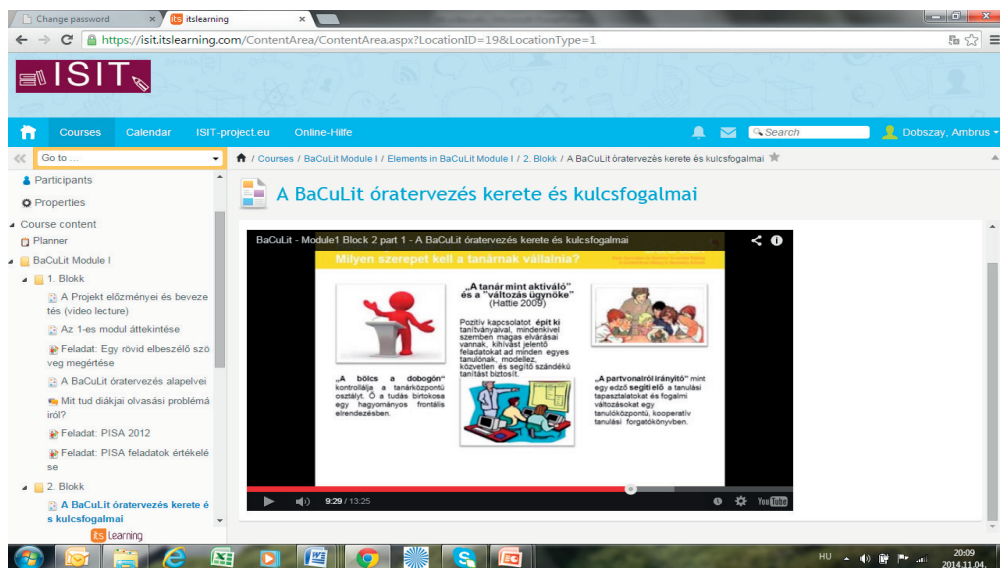 Change password
itslearning
https://isit.itslearning.com/ContentArea/ContentArea.aspx?LocationID=19&LocationType=1
ISIT
Courses
Calendar
ISIT-project.eu
Online-Hilfe
Search
Dobszay, Ambrus
Go to ...
/ Courses / BaCuLit Module I / Elements in BaCuLit Module I / 2. Blokk / A BaCuLit óratervezés kerete és kulcsfogalmai
Participants
Properties
Course content
Planner
BaCuLit Module I
1. Blokk
A Projekt előzményei és beveze
tés (video lecture)
Az 1-es modul áttekintése
Feladat: Egy rövid elbeszélő szö
veg megértése
A BaCuLit óratervezés alapelvei
Mit tud diákjai olvasási problémá
iról?
Feladat: PISA 2012
Feladat: PISA feladatok értékelé
se
2. Blokk
A BaCuLit óratervezés kerete é
s kulcsfogalmai
its Learning
A BaCuLit óratervezés kerete és kulcsfogalmai
BaCuLit - Module1 Block 2 part 1 - A BaCuLit óratervezés kerete és kulcsfogalmai
Milyen szerepet kell a tanárnak vállalnia?
„A bölcs a dobogón"
kontrollálja a tanárközpontú
osztályt. Ő a tudás birtokosa
egy hagyományos frontális
elrendezésben.
„A tanár mint aktiváló"
és a "változás ügynöke"
(Hattie 2009)
Pozitív kapcsolatot épít ki
tanítványaival, mindenkivel
szemben magas elvárásai
vannak, kihívást jelentő
feladatokat ad minden egyes
tanulónak, modellez,
közvetlen és segítő szándékú
tanítást biztosít.
„A partvonalról irányító" mint
egy edző segíti elő a tanulási
tapasztalatokat és fogalmi
változásokat egy
tanulóközpontú, kooperatív
tanulási forgatókönyvben.
9:29 / 13:25
YouTube
HU
20:09
2014.11.04.